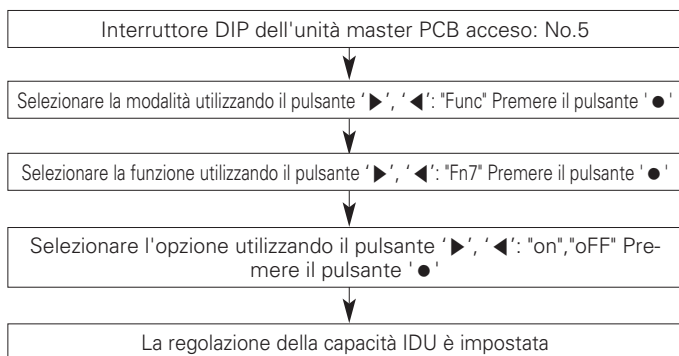 Interruttore DIP dell'unità master PCB acceso: No.5
Selezionare la modalità utilizzando il pulsante ‘▶’, ‘◀’: "Func" Premere il pulsante '●'
Selezionare la funzione utilizzando il pulsante ‘▶’, ‘◀’: "Fn7" Premere il pulsante '●'
Selezionare l'opzione utilizzando il pulsante ‘▶’, ‘◀’: "on","oFF" Pre-
mere il pulsante '●'
La regolazione della capacità IDU è impostata